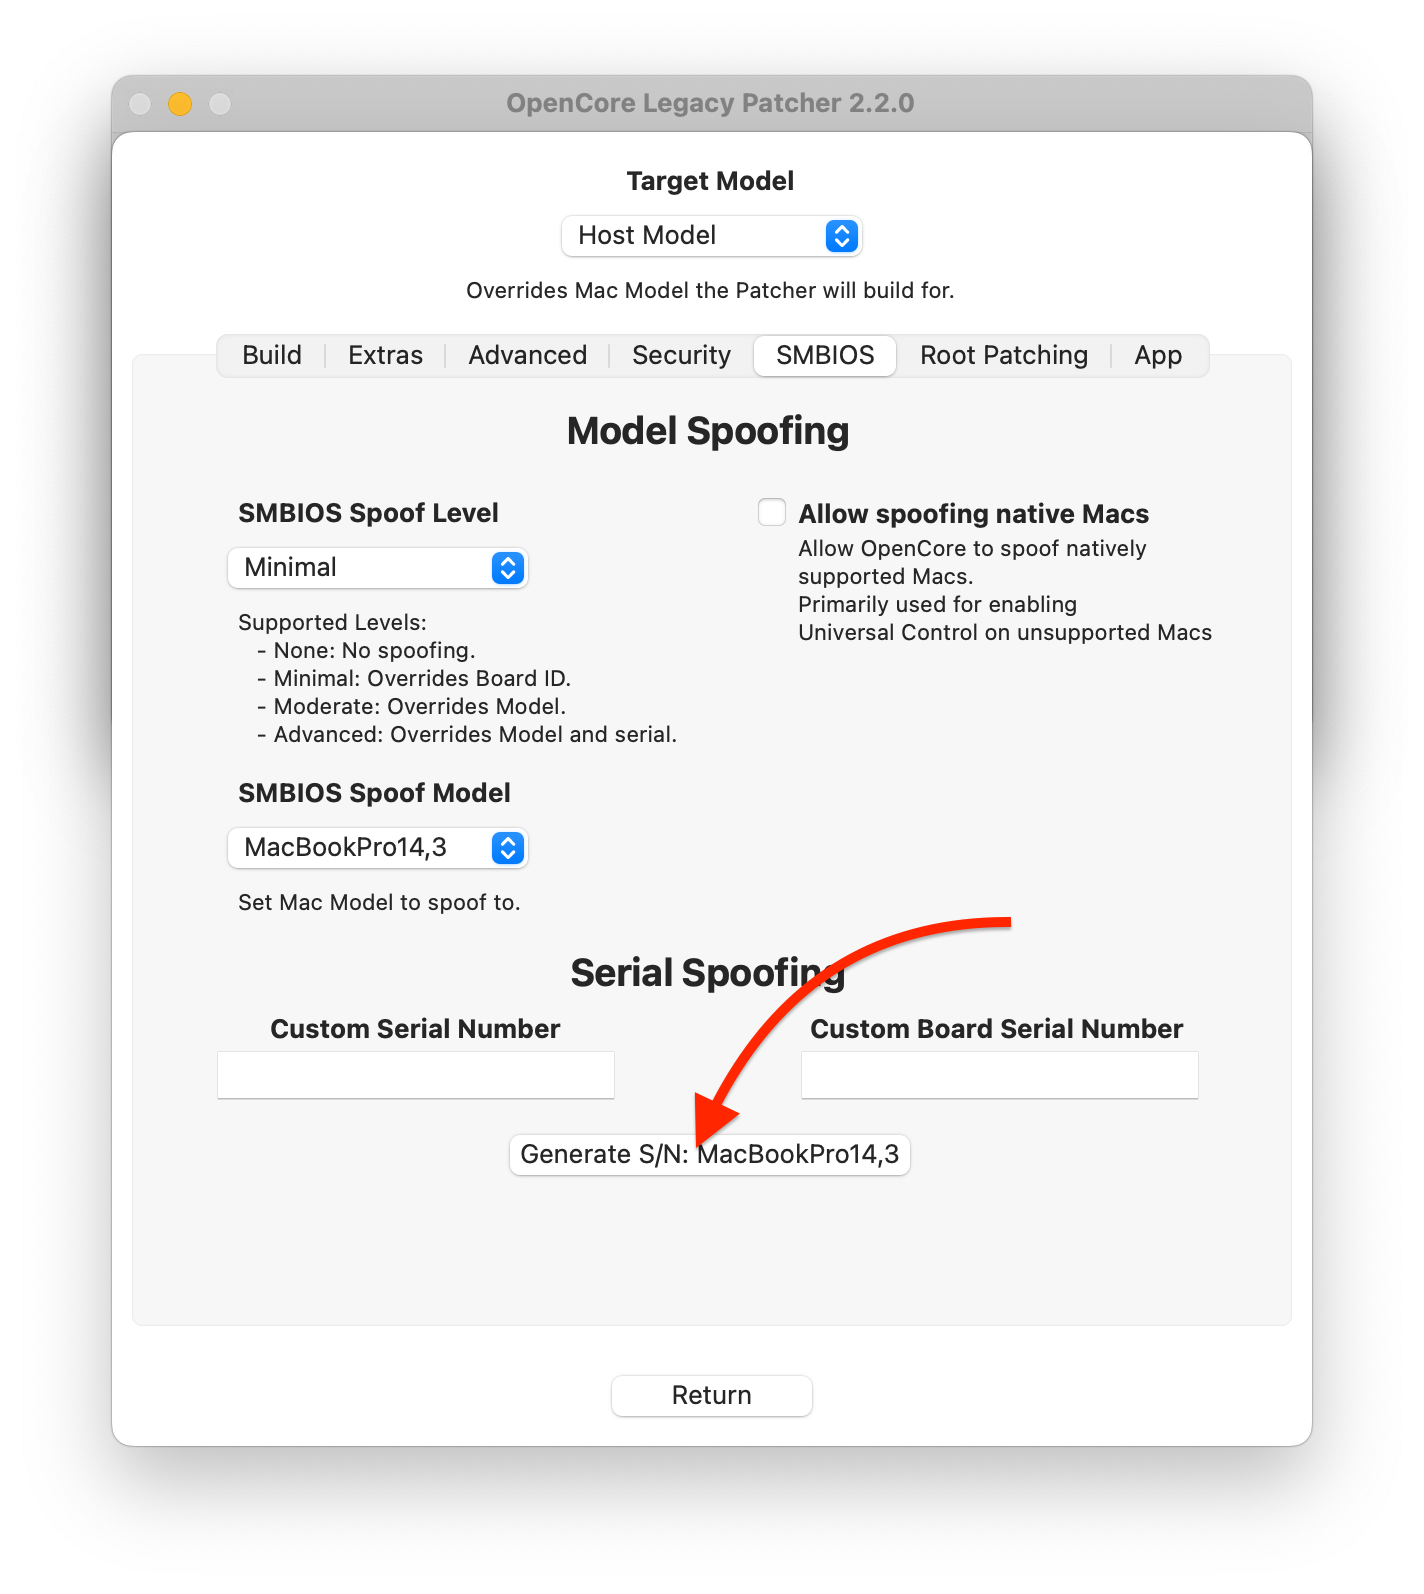 OpenCore Legacy Patcher 2.2.0
Target Model
Host Model
Overrides Mac Model the Patcher will build for.
Build Extras Advanced Security SMBIOS Root Patching App
Model Spoofing
SMBIOS Spoof Level
Minimal
Supported Levels:
- None: No spoofing.
- Minimal: Overrides Board ID.
- Moderate: Overrides Model.
- Advanced: Overrides Model and serial.
Allow spoofing native Macs
Allow OpenCore to spoof natively
supported Macs.
Primarily used for enabling
Universal Control on unsupported Macs
SMBIOS Spoof Model
MacBookPro14,3
Set Mac Model to spoof to.
Serial Spoofing
Custom Serial Number
Custom Board Serial Number
Generate S/N: MacBookPro14,3
Return